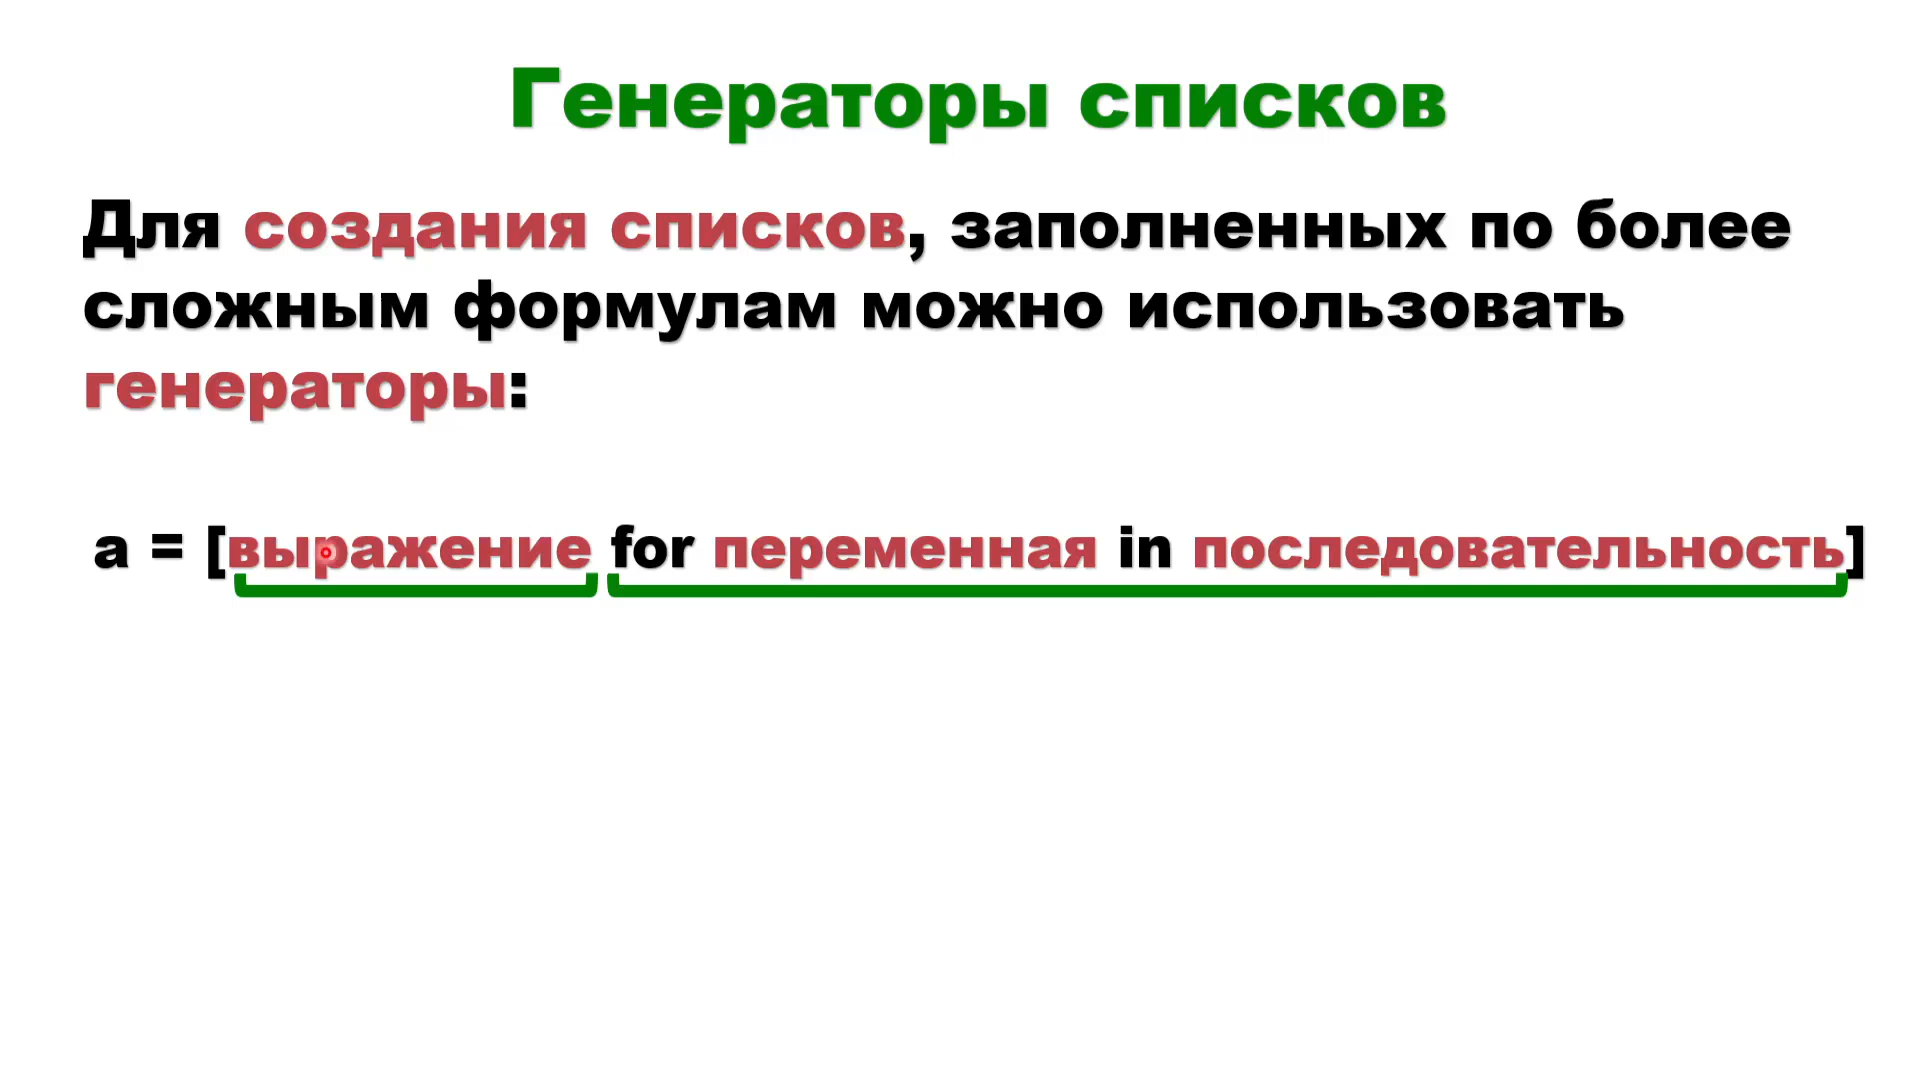 Генераторы списков
Для создания списков, заполненных по более
сложным формулам можно использовать
генераторы:
a = [выражение for переменная in последовательность]